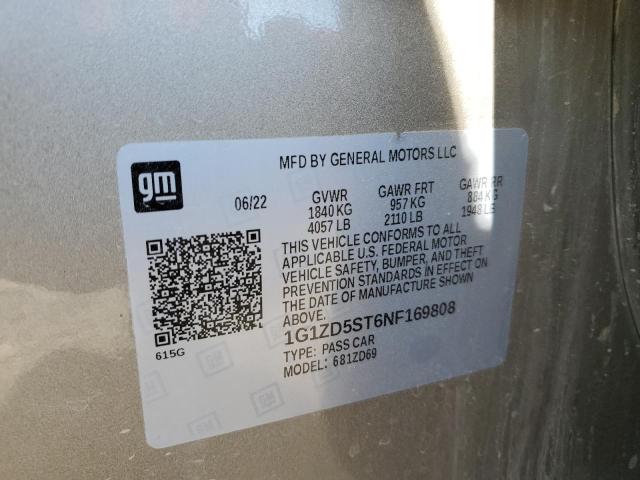 MFD BY GENERAL MOTORS LLC
gm
06/22 GVWR GAWR FRT GAWR RR
1840 KG 957 KG 884 KG
4057 LB 2110 LB 1948 LB
THIS VEHICLE CONFORMS TO ALL
APPLICABLE U.S. FEDERAL MOTOR
VEHICLE SAFETY, BUMPER, AND THEFT
PREVENTION STANDARDS IN EFFECT ON
THE DATE OF MANUFACTURE SHOWN
1G1ZD5ST6NF169808
615G
TYPE: PASS CAR
MODEL: 681ZD69